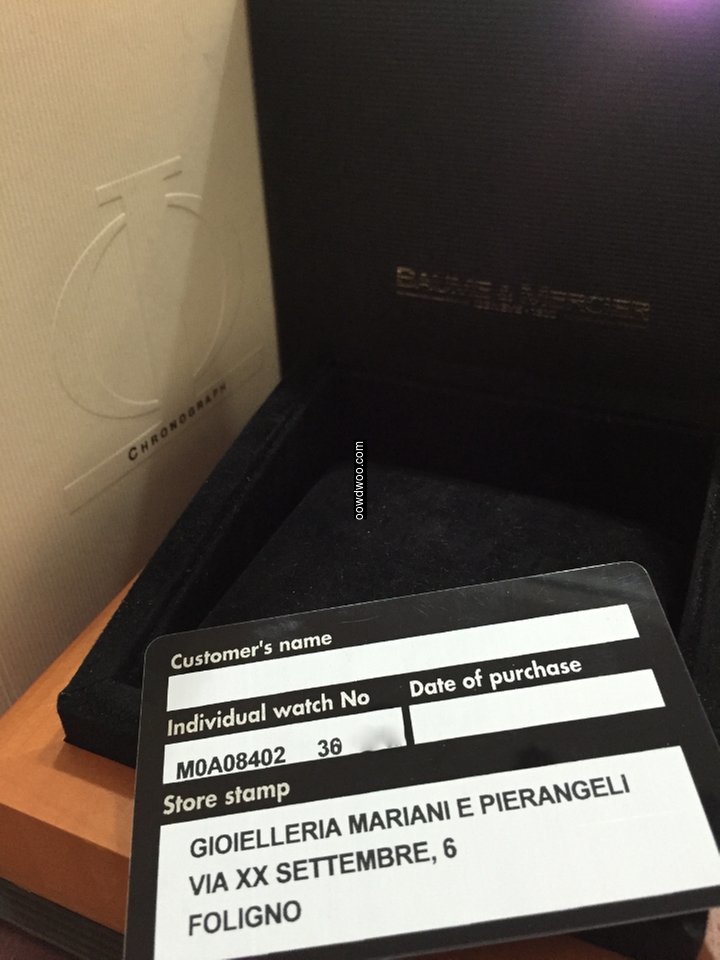 BAUME & MERCIER
CHRONOGRAPH
oowdwoo.com
Customer's name
Individual watch No
Date of purchase
M0A08402 30
Store stamp
GIOIELLERIA MARIANI E PIERANGELI
VIA XX SETTEMBRE, 6
FOLIGNO